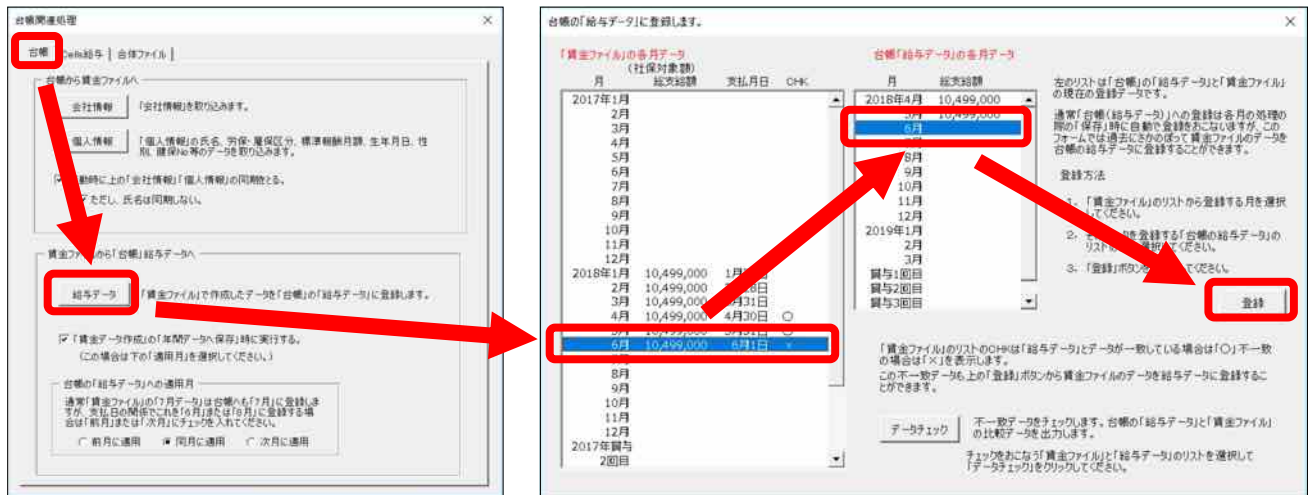 台帳関連処理
台帳
Cells給与
合体ファイル
台帳から賃金ファイルへ
会社情報
「会社情報」を取り込みます。
個人情報
「個人情報」の氏名、労保・雇保区分、標準報酬月額、生年月日、性
別、健保No等のデータを取り込みます。
動時に上の「会社情報」「個人情報」の同期をとる。
ただし、氏名は同期しない。
から「台帳」給与データへ
給与データ
「賃金ファイル」で作成したデータを「台帳」の「給与データ」に登録します。
「賃金データ作成」の「年間データへ保存」時に実行する。
(この場合は下の「適用月」を選択してください。)
台帳の「給与データ」への適用月
通常「賃金ファイル」の「7月データ」は台帳へも「7月」に登録しま
すが、支払日の関係でこれを「6月」または「8月」に登録する場
合は「前月」または「次月」にチェックを入れてください。
前月に適用
同月に適用
次月に適用
台帳の「給与データ」に登録します。
「賃金ファイル」の各月データ
(社保対象額)
月 総支給額 支払月日 CHK
2017年1月
2月
3月
4月
5月
6月
7月
8月
9月
10月
11月
12月
2018年1月 10,499,000
2月 10,499,000
3月 10,499,000
4月 10,499,000 4月30日 ○
6月 10,499,000 6月1日 ×
8月
9月
10月
11月
12月
2017年賞与
2回目
台帳「給与データ」の各月データ
月 総支給額
2018年4月 10,499,000
5月 10,499,000
6月
8月
9月
10月
11月
12月
2019年1月
2月
3月
賞与1回目
賞与2回目
賞与3回目
左のリストは「台帳」の「給与データ」と「賃金ファイル」
の現在の登録データです。
通常「台帳(給与データ)」への登録は各月の処理の
際の「保存」時に自動で登録をおこないますが、この
フォームでは過去にさかのぼって賃金ファイルのデータを
台帳の給与データに登録することができます。
登録方法
1. 「賃金ファイル」のリストから登録する月を選択
してください。
2. を登録する「台帳の給与データ」の
リスト 選択してください。
3. 「登録」ボタン てください。
登録
「賃金ファイル」のリストのCHKは「給与データ」とデータが一致している場合は「○」不一致
の場合は「×」を表示します。
この不一致データも上の「登録」ボタンから賃金ファイルのデータを給与データに登録するこ
とができます。
データチェック
不一致データをチェックします。台帳の「給与データ」と「賃金ファイル」
の比較データを出力します。
チェックをおこなう「賃金ファイル」と「給与データ」のリストを選択して
「データチェック」をクリックしてください。